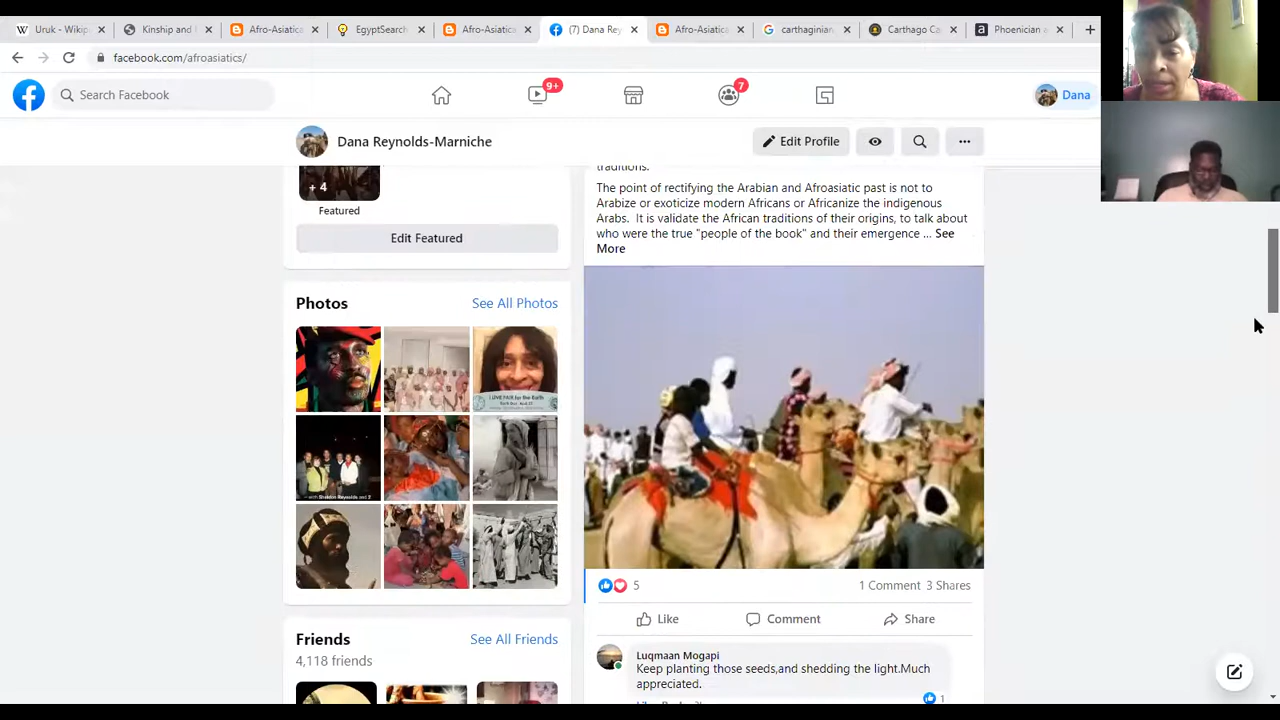 Uruk - Wikip
Kinship and
Afro-Asiatica
EgyptSearch
Afro-Asiatic
(7) Dana Rey
Afro-Asiatic
carthaginian
Carthago Ca
Phoenician a
facebook.com/afroasiatics/
Search Facebook
9+
7
Dana
Dana Reynolds-Marniche
Edit Profile
+ 4
Featured
Edit Featured
Photos
See All Photos
Friends
See All Friends
4,118 friends
traditions.
The point of rectifying the Arabian and Afroasiatic past is not to
Arabize or exoticize modern Africans or Africanize the indigenous
Arabs. It is validate the African traditions of their origins, to talk about
who were the true "people of the book" and their emergence ... See
More
5
1 Comment 3 Shares
Like
Comment
Share
Luqmaan Mogapi
Keep planting those seeds,and shedding the light.Much
appreciated.
1